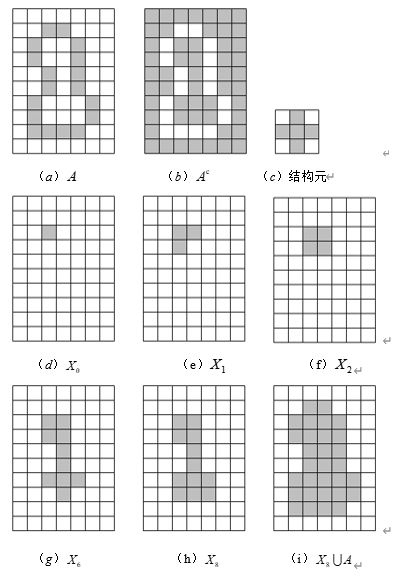 (a) A (b) Aᶜ (c)结构元↵
(d) X₀ (e) X₁ (f) X₂↵
(g) X₆ (h) X₈ (i) X₈⋃A↵